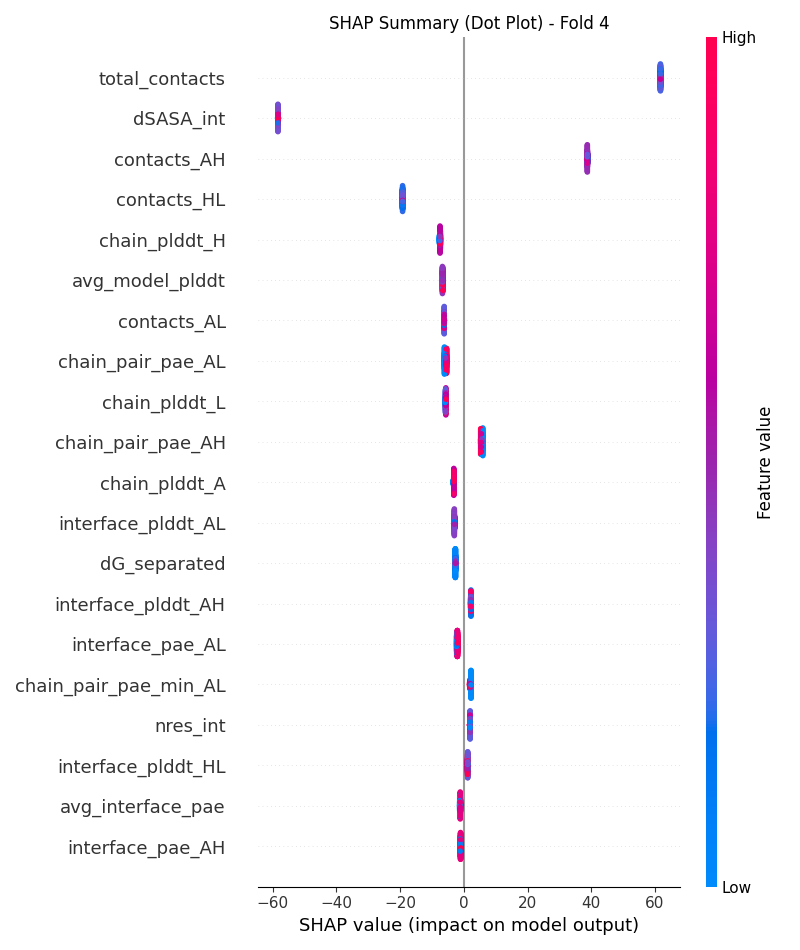 SHAP Summary (Dot Plot) - Fold 4
High
total_contacts
dSASA_int
contacts_AH
contacts_HL
chain_plddt_H
avg_model_plddt
contacts_AL
chain_pair_pae_AL
chain_plddt_L
chain_pair_pae_AH
chain_plddt_A
interface_plddt_AL
dG_separated
interface_plddt_AH
interface_pae_AL
chain_pair_pae_min_AL
nres_int
interface_plddt_HL
avg_interface_pae
interface_pae_AH
Feature value
Low
−60 −40 −20 0 20 40 60
SHAP value (impact on model output)